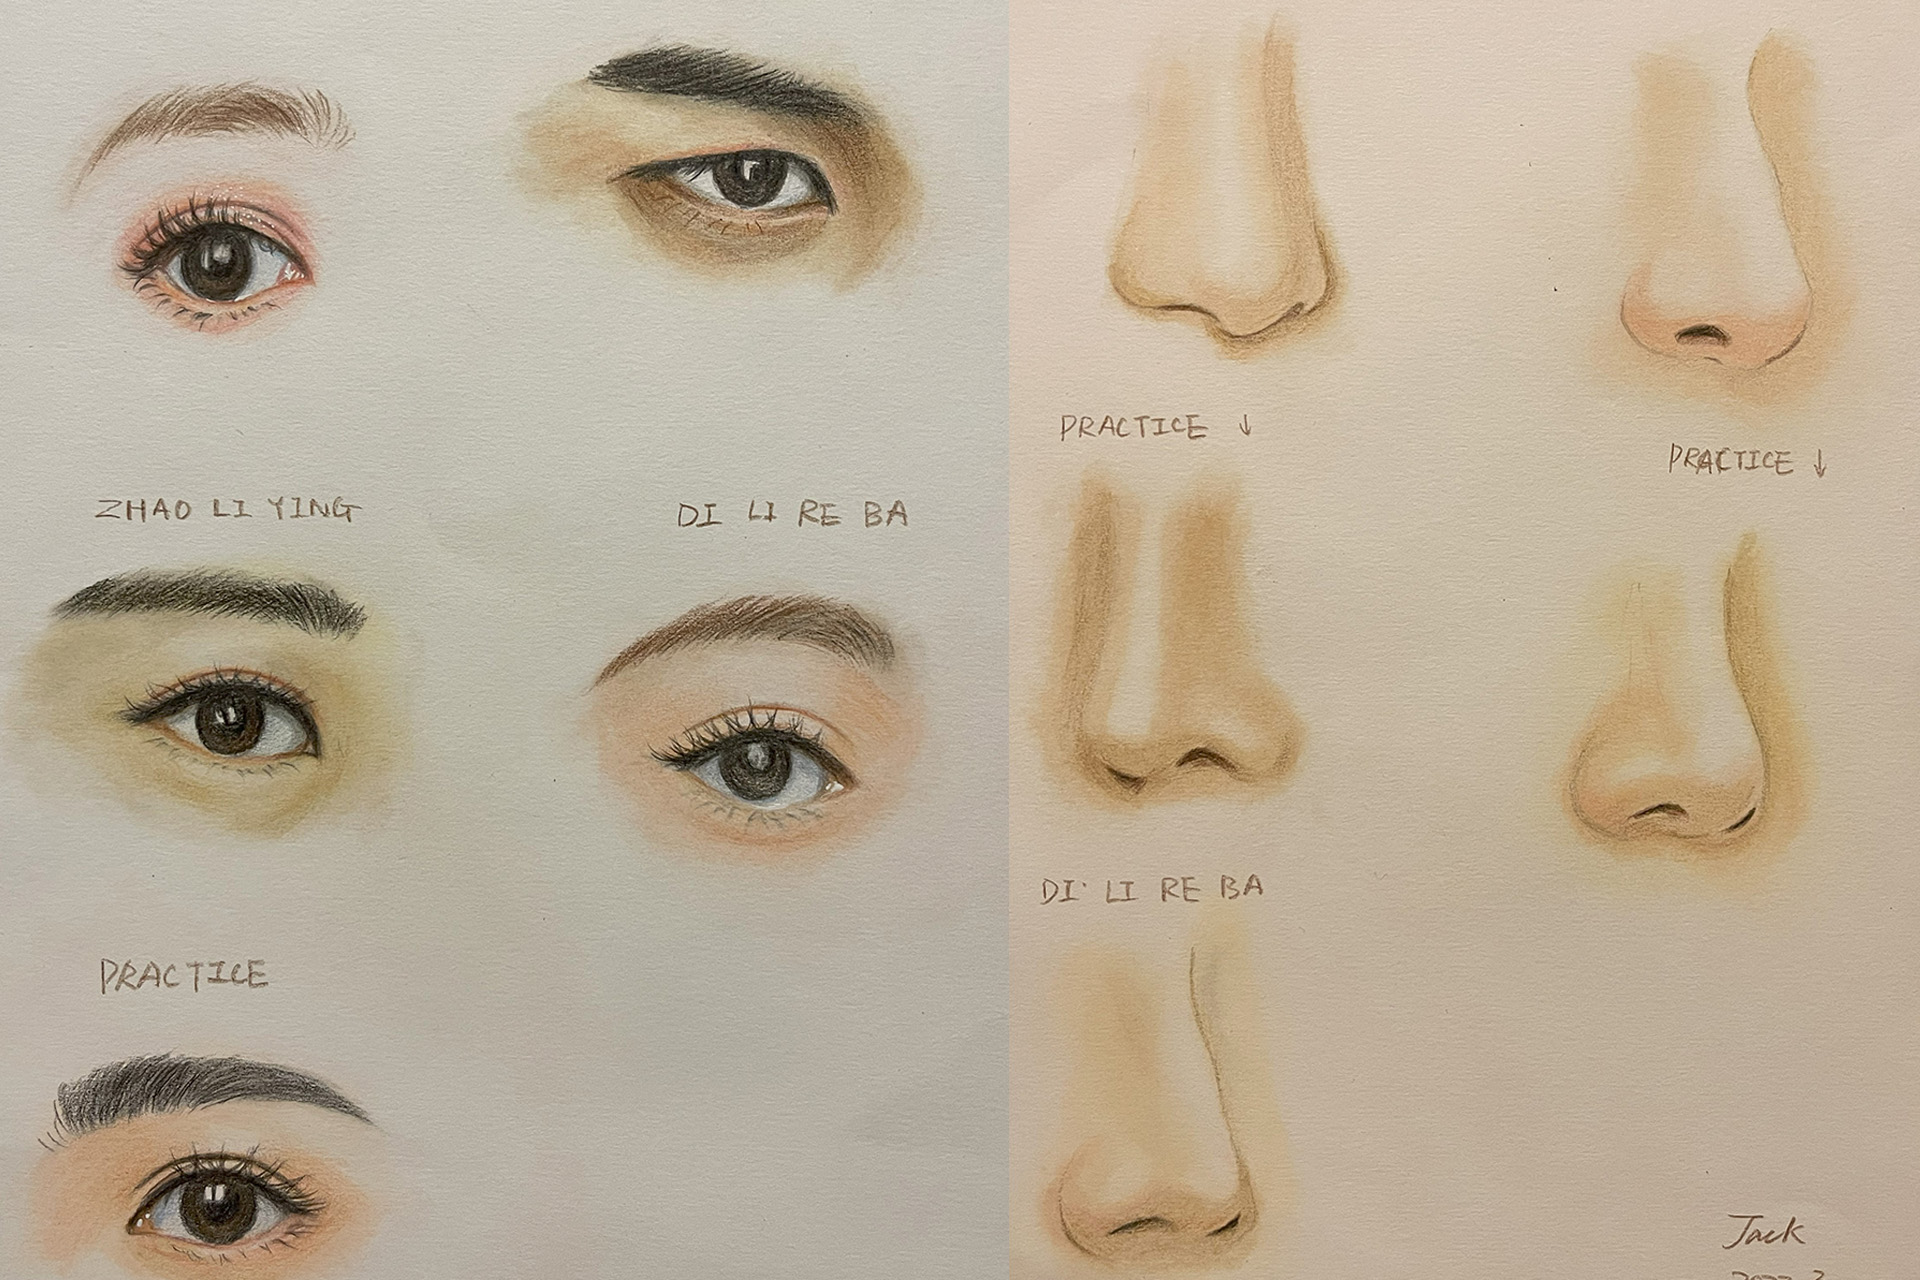 ZHAO LI YING
DI LI RE BA
PRACTICE
PRACTICE ↓
PRACTICE ↓
DI LI RE BA
Jack